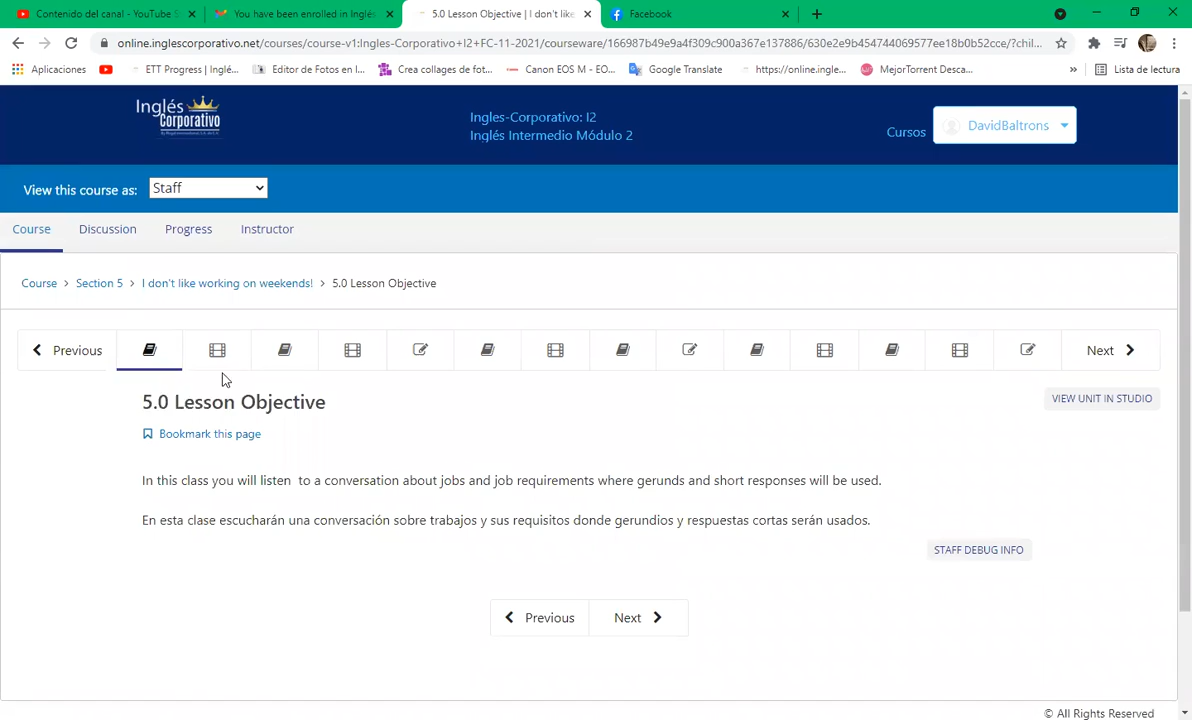 Contenido del canal - YouTube S
You have been enrolled in Inglés
5.0 Lesson Objective | I don't like
Facebook
online.inglescorporativo.net/courses/course-v1:Ingles-Corporativo+I2+FC-11-2021/courseware/166987b49e9a4f309c900a367e137886/630e2e9b454744069577ee18b0b52cce/?chil...
Aplicaciones
ETT Progress | Inglé...
Editor de Fotos en l...
Crea collages de fot...
Canon EOS M - EO...
Google Translate
https://online.ingle...
MejorTorrent Desca...
»
Lista de lectura
Inglés
Corporativo
Ingles-Corporativo: I2
Inglés Intermedio Módulo 2
Cursos
DavidBaltrons
View this course as:
Staff
Course
Discussion
Progress
Instructor
Course > Section 5 > I don't like working on weekends! > 5.0 Lesson Objective
Previous
Next
5.0 Lesson Objective
VIEW UNIT IN STUDIO
Bookmark this page
In this class you will listen to a conversation about jobs and job requirements where gerunds and short responses will be used.
En esta clase escucharán una conversación sobre trabajos y sus requisitos donde gerundios y respuestas cortas serán usados.
STAFF DEBUG INFO
Previous
Next
© All Rights Reserved